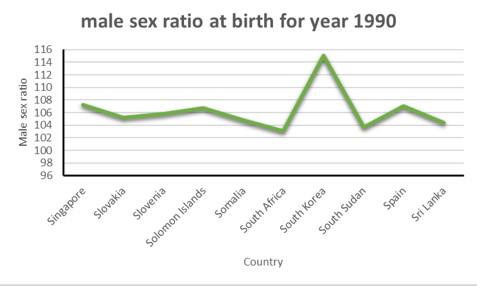 male sex ratio at birth for year 1990
Male sex ratio
116
114
112
110
108
106
104
102
100
98
96
Singapore
Slovakia
Slovenia
Solomon Islands
Somalia
South Africa
South Korea
South Sudan
Spain
Sri Lanka
Country